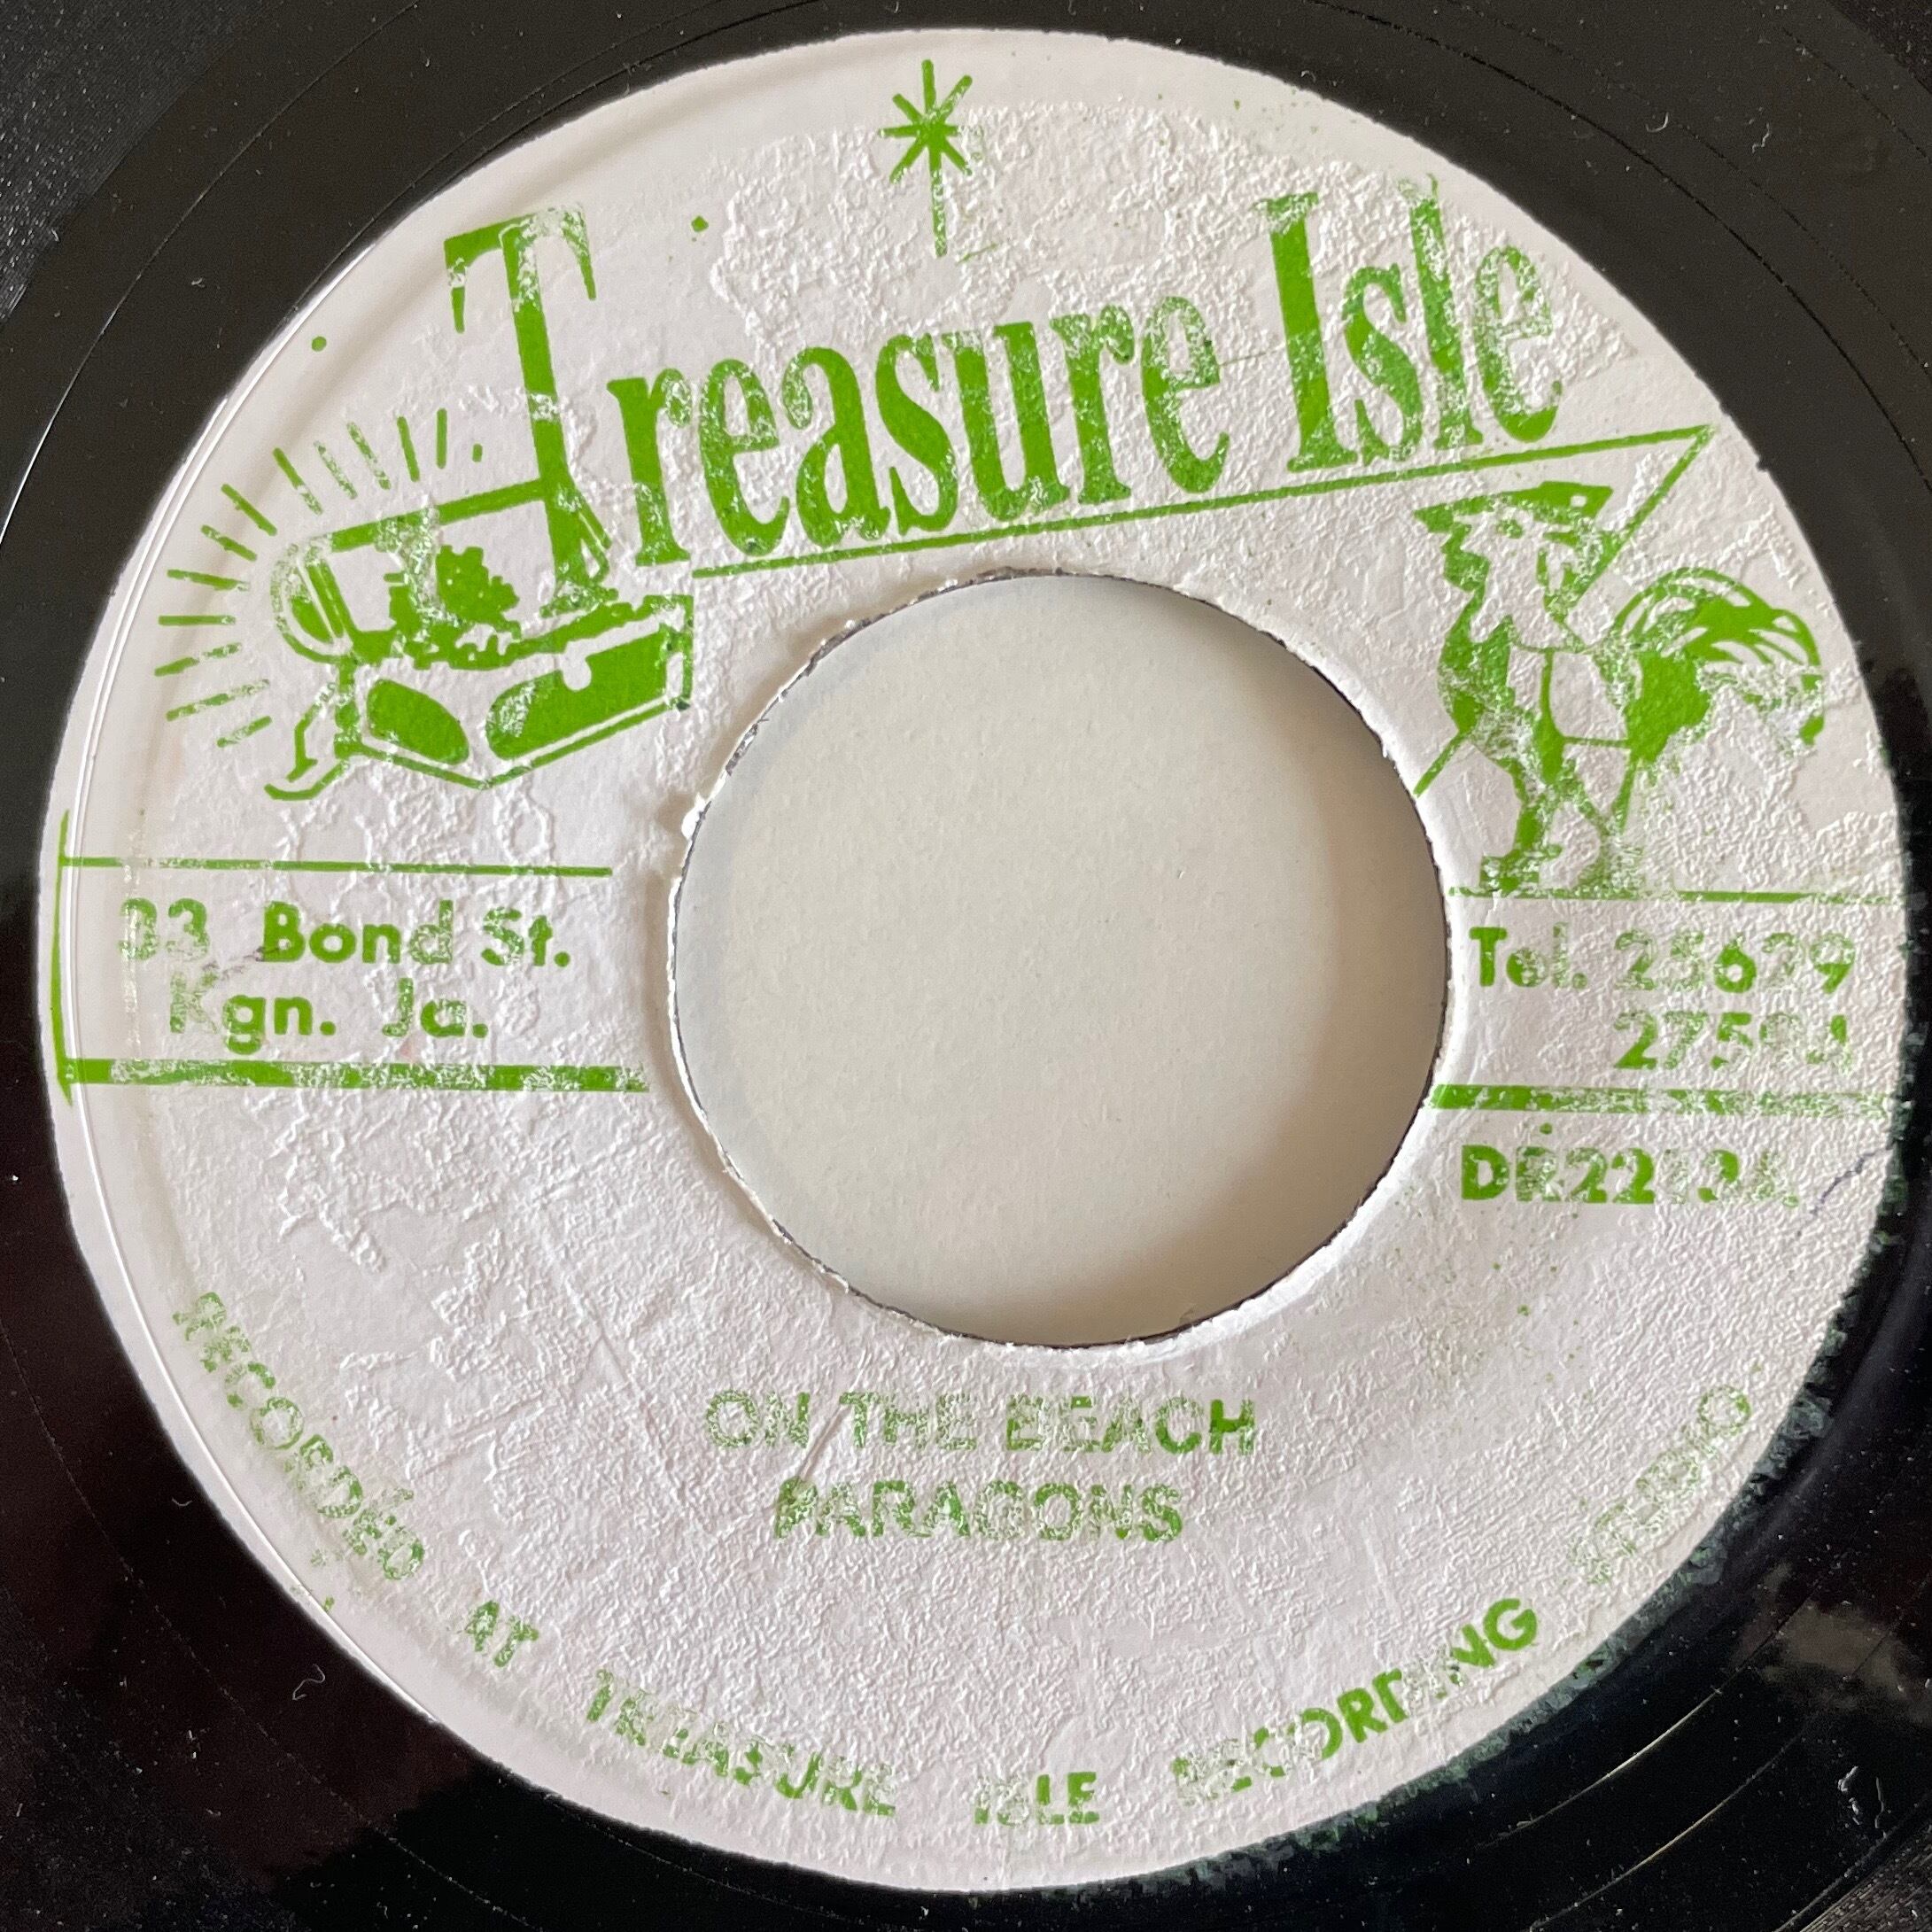 Treasure Isle
33 Bond St.
Kgn. Ja.
Tel. 25629
ON THE BEACH
PARAGONS
RECORDED AT TREASURE ISLE RECORDING STUDIO